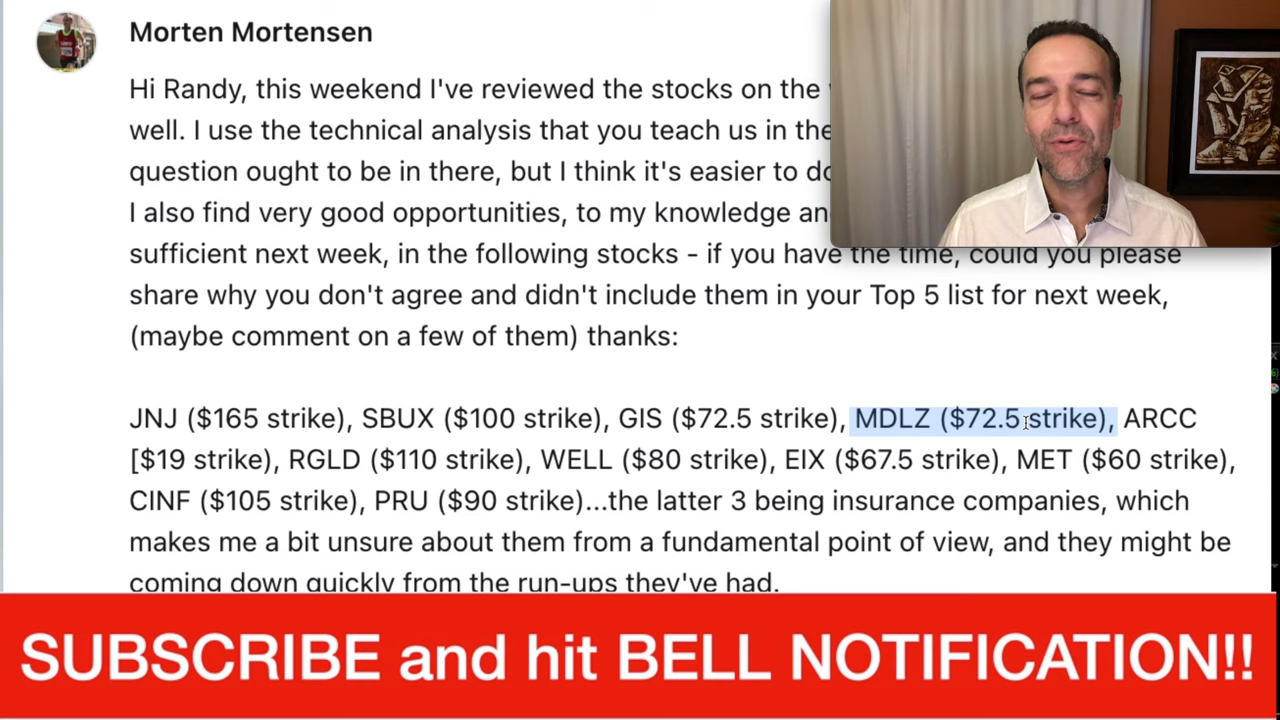 Morten Mortensen
Hi Randy, this weekend I've reviewed the stocks on the
well. I use the technical analysis that you teach us in the
question ought to be in there, but I think it's easier to do
I also find very good opportunities, to my knowledge an
sufficient next week, in the following stocks - if you have the time, could you please
share why you don't agree and didn't include them in your Top 5 list for next week,
(maybe comment on a few of them) thanks:
JNJ ($165 strike), SBUX ($100 strike), GIS ($72.5 strike), MDLZ ($72.5 strike), ARCC
[$19 strike), RGLD ($110 strike), WELL ($80 strike), EIX ($67.5 strike), MET ($60 strike),
CINF ($105 strike), PRU ($90 strike)...the latter 3 being insurance companies, which
makes me a bit unsure about them from a fundamental point of view, and they might be
coming down quickly from the run-ups they've had.
SUBSCRIBE and hit BELL NOTIFICATION!!